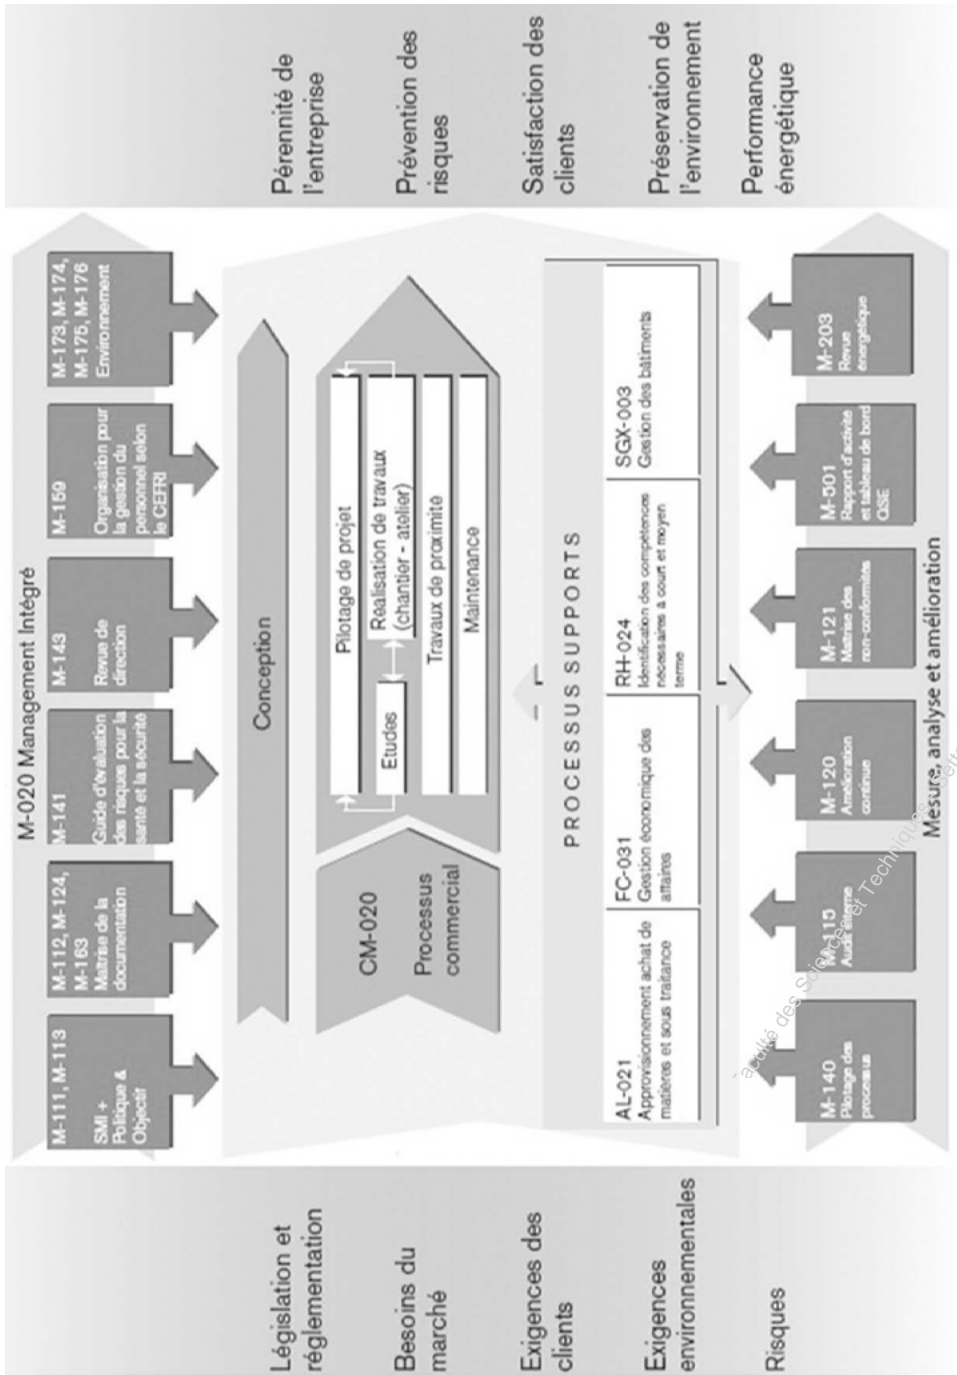 M-020 Management Intégré
M-111, M-113
SMI +
Politique &
Objectif
M-112, M-124,
M-163
Maîtrise de la
documentation
M-141
Guide d'évaluation
des risques pour la
santé et la sécurité
M-143
Revue de
direction
M-159
Organisation pour
la gestion du
personnel selon
le CEFRI
M-173, M-174,
M-175, M-176
Environnement
Législation et
réglementation
Besoins du
marché
Exigences des
clients
Exigences
environnementales
Risques
Conception
CM-020
Processus
commercial
Pilotage de projet
Etudes
Réalisation de travaux
(chantier - atelier)
Travaux de proximite
Maintenance
PROCESSUS SUPPORTS
AL-021
Approvisionnement achat de
matières et sous traitance
FC-031
Gestion économique des
affaires
RH-024
Identification des compétences
necessaires a court et moyen
terme
SGX-003
Gestion des bâtiments
Pérennité de
l'entreprise
Prévention des
risques
Satisfaction des
clients
Préservation de
l'environnement
Performance
énergétique
M-140
Pilotage des
processus
M-115
Audit interne
M-120
Amélioration
continue
M-121
Maîtrise des
non-conformités
M-501
Rapport d'activité
et tableau de bord
QSE
M-203
Revue
énergétique
Mesure, analyse et amélioration
aculté des Sciences et Techniques